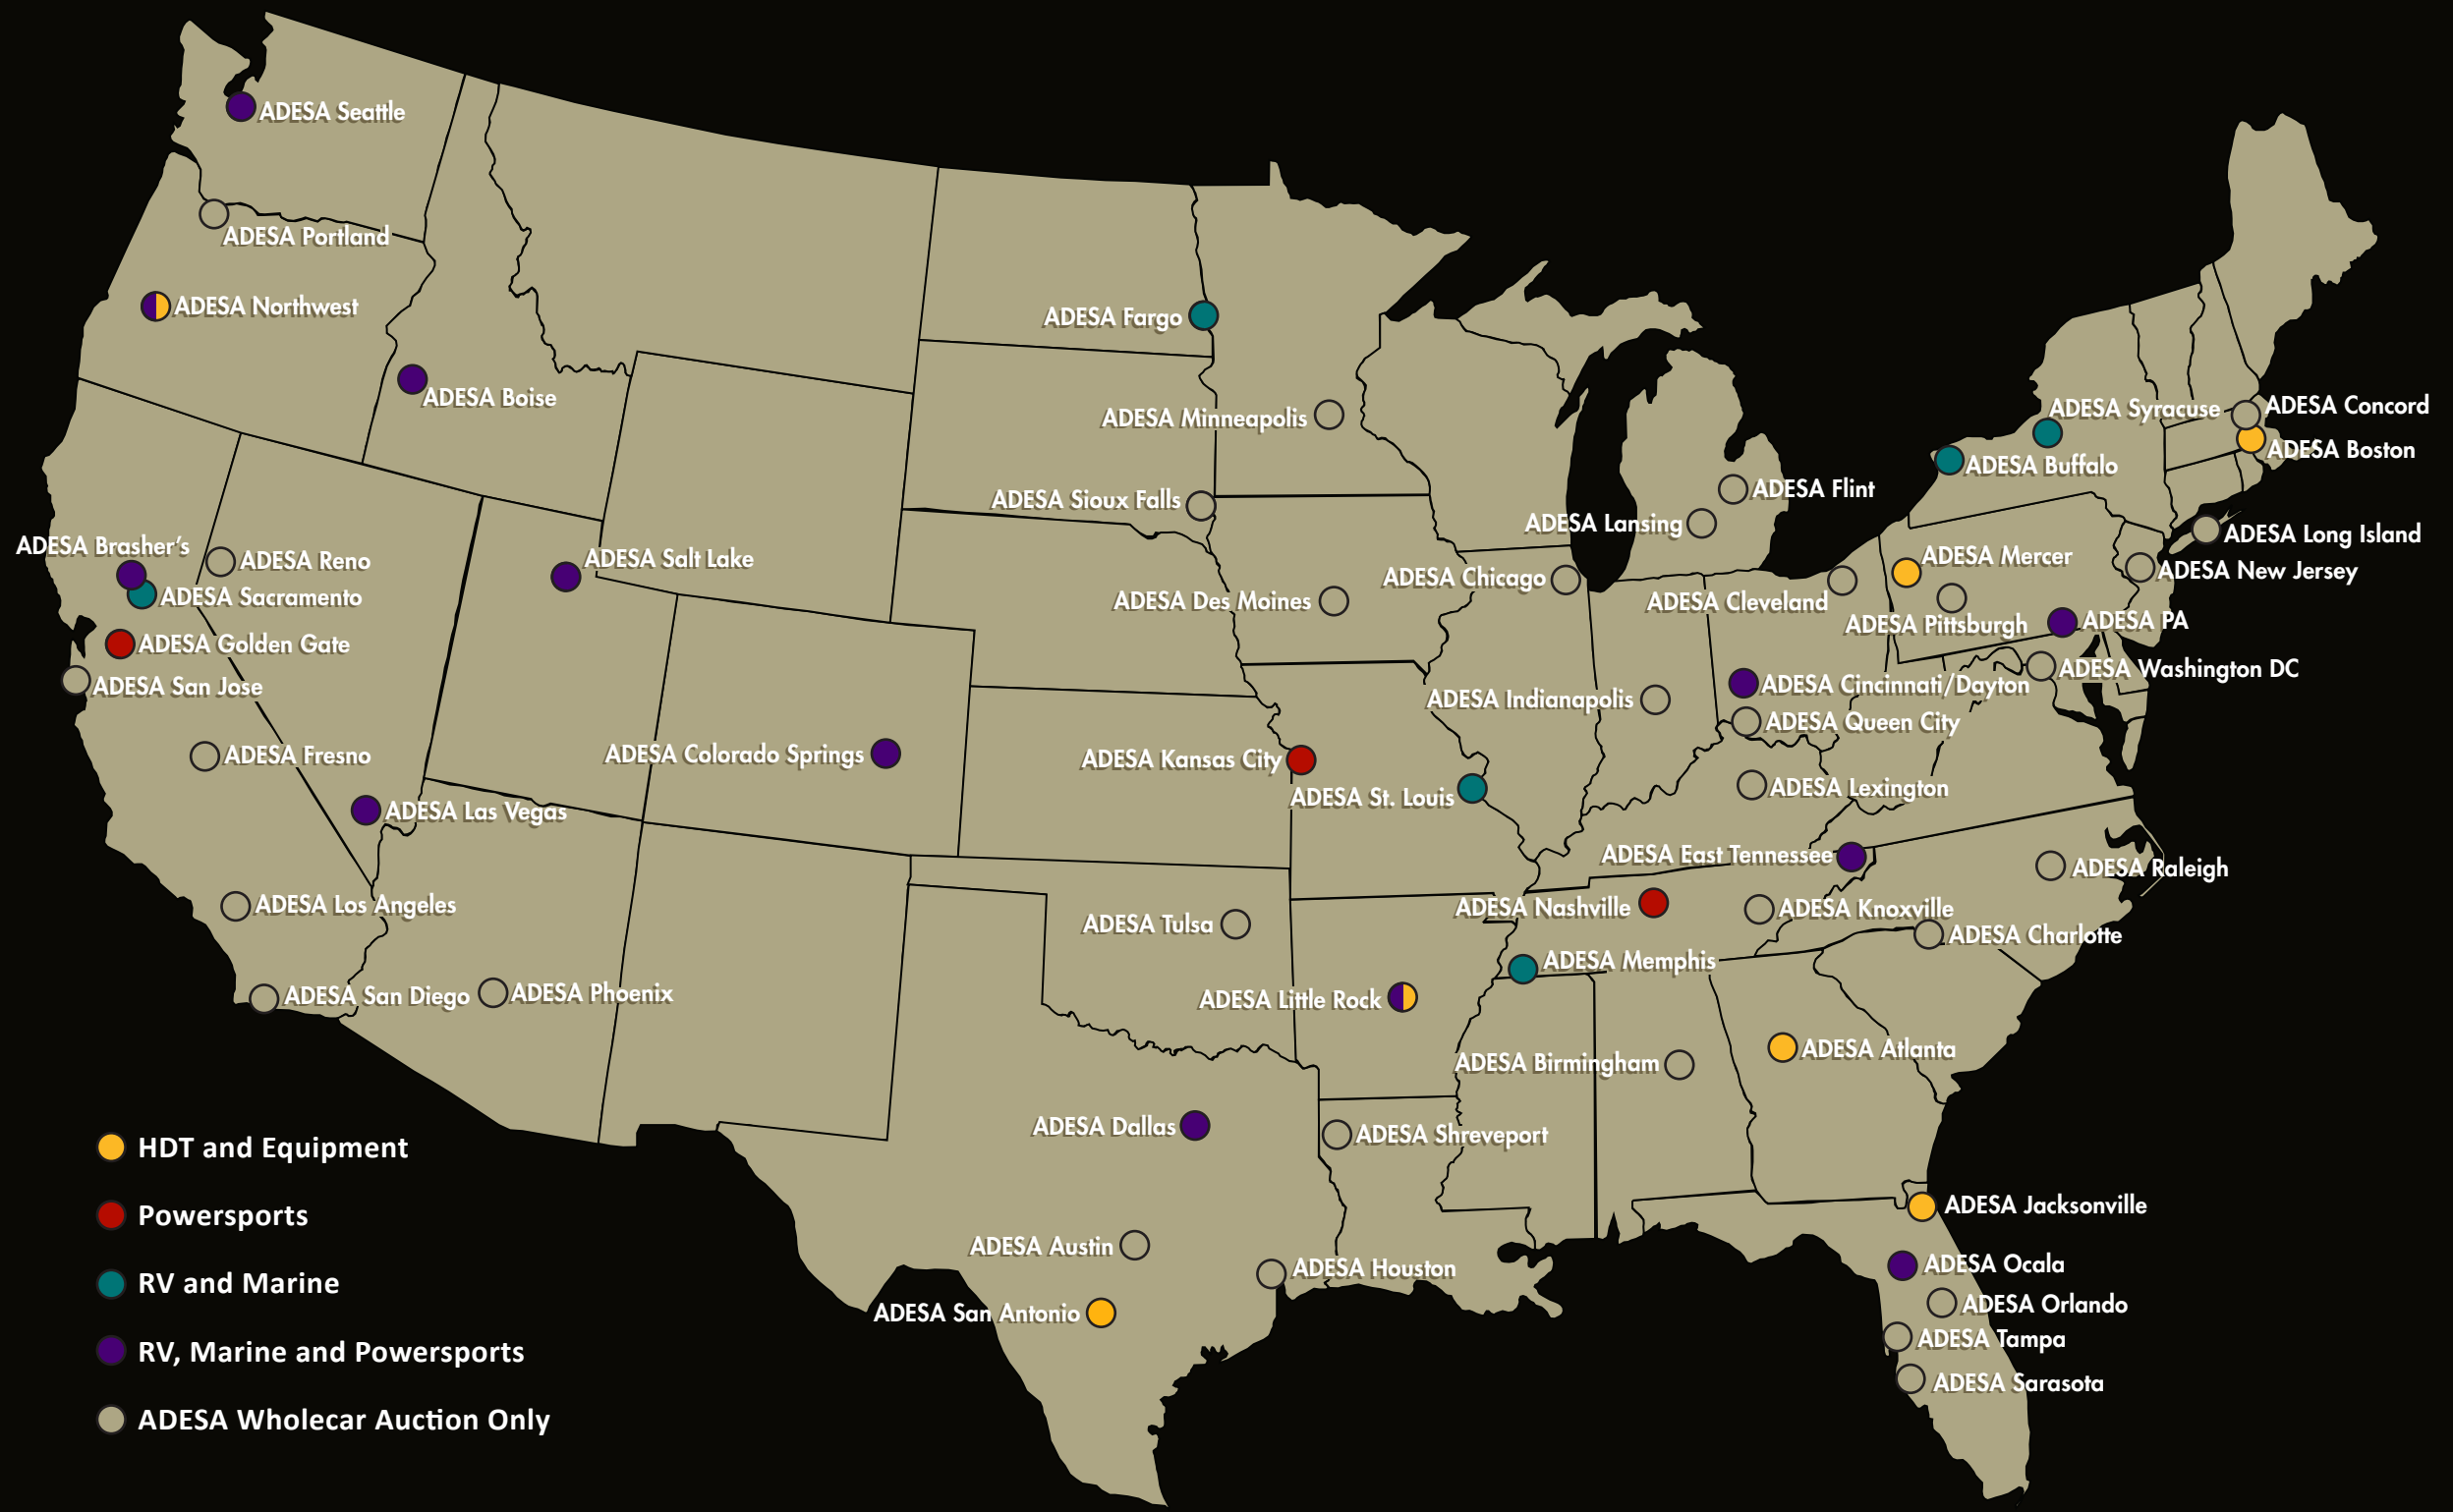 ADESA Seattle
ADESA Portland
ADESA Northwest
ADESA Boise
ADESA Fargo
ADESA Minneapolis
ADESA Sioux Falls
ADESA Syracuse
ADESA Concord
ADESA Boston
ADESA Buffalo
ADESA Flint
ADESA Lansing
ADESA Long Island
ADESA Brasher's
ADESA Reno
ADESA Sacramento
ADESA Golden Gate
ADESA San Jose
ADESA Salt Lake
ADESA Des Moines
ADESA Chicago
ADESA Cleveland
ADESA Mercer
ADESA New Jersey
ADESA Pittsburgh
ADESA PA
ADESA Washington DC
ADESA Fresno
ADESA Las Vegas
ADESA Colorado Springs
ADESA Kansas City
ADESA St. Louis
ADESA Indianapolis
ADESA Cincinnati/Dayton
ADESA Queen City
ADESA Lexington
ADESA Los Angeles
ADESA San Diego
ADESA Phoenix
ADESA Tulsa
ADESA Little Rock
ADESA East Tennessee
ADESA Nashville
ADESA Knoxville
ADESA Raleigh
ADESA Charlotte
ADESA Memphis
ADESA Birmingham
ADESA Atlanta
ADESA Dallas
ADESA Shreveport
ADESA Austin
ADESA Houston
ADESA San Antonio
ADESA Jacksonville
ADESA Ocala
ADESA Orlando
ADESA Tampa
ADESA Sarasota
HDT and Equipment
Powersports
RV and Marine
RV, Marine and Powersports
ADESA Wholecar Auction Only